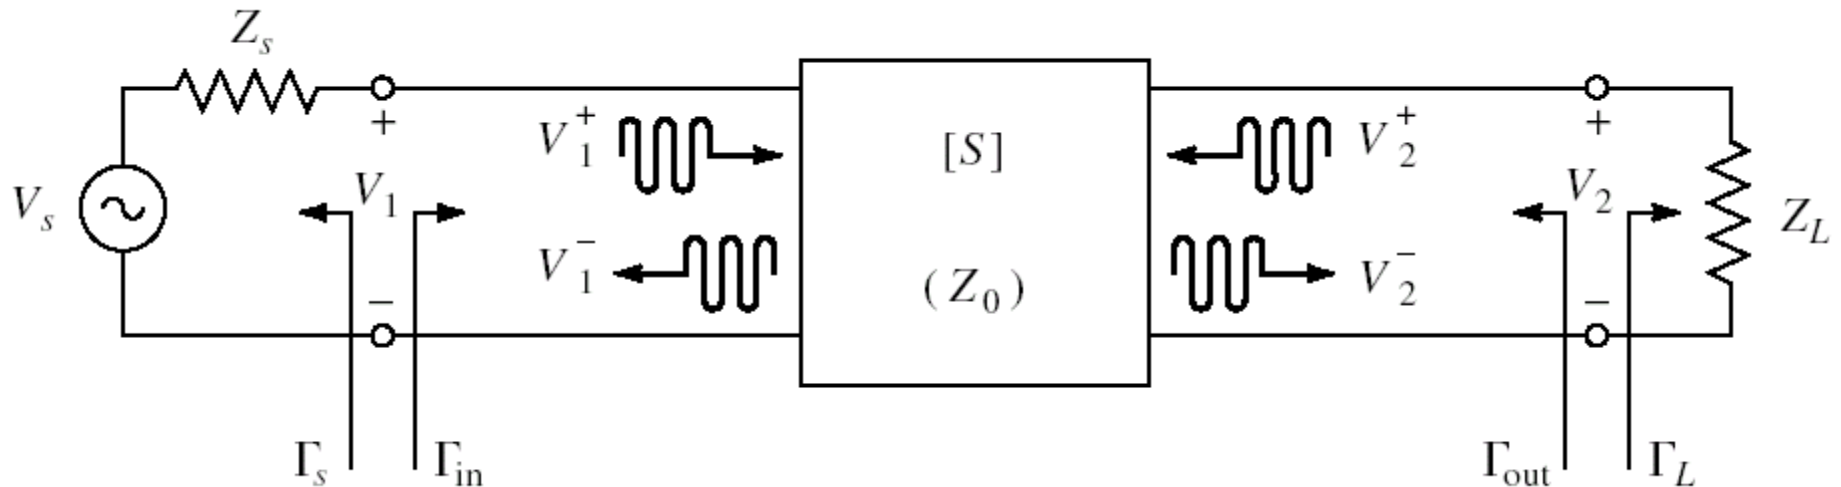 Z_s
+
V_1^+
[S]
V_2^+
+
V_s
V_1
V_2
Z_L
V_1^-
(Z_0)
V_2^-
−
−
Γ_s
Γ_in
Γ_out
Γ_L